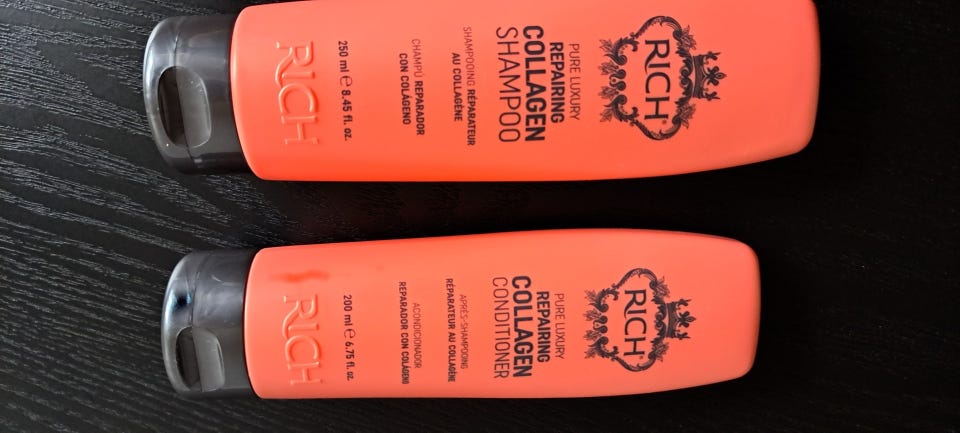 RICH®
PURE LUXURY
REPAIRING
COLLAGEN
SHAMPOO
SHAMPOOING RÉPARATEUR
AU COLLAGÈNE
CHAMPÚ REPARADOR
CON COLÁGENO
250 ml ℮ 8.45 fl. oz.
RICH
RICH®
PURE LUXURY
REPAIRING
COLLAGEN
CONDITIONER
APRÈS-SHAMPOOING
RÉPARATEUR AU COLLAGÈNE
ACONDICIONADOR
REPARADOR CON COLÁGENO
200 ml ℮ 6.75 fl. oz.
RICH